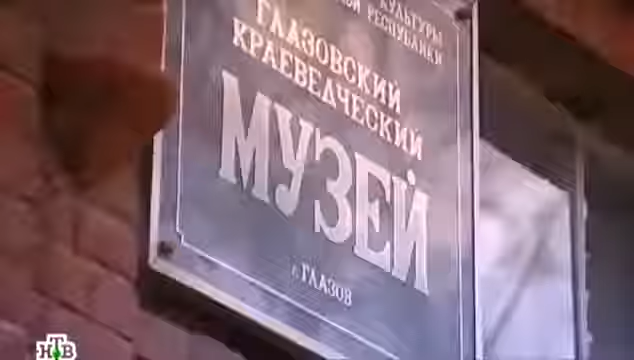 КУЛЬТУРЫ
РЕСПУБЛИКИ
ГЛАЗОВСКИЙ
КРАЕВЕДЧЕСКИЙ
МУЗЕЙ
г. ГЛАЗОВ
НТВ